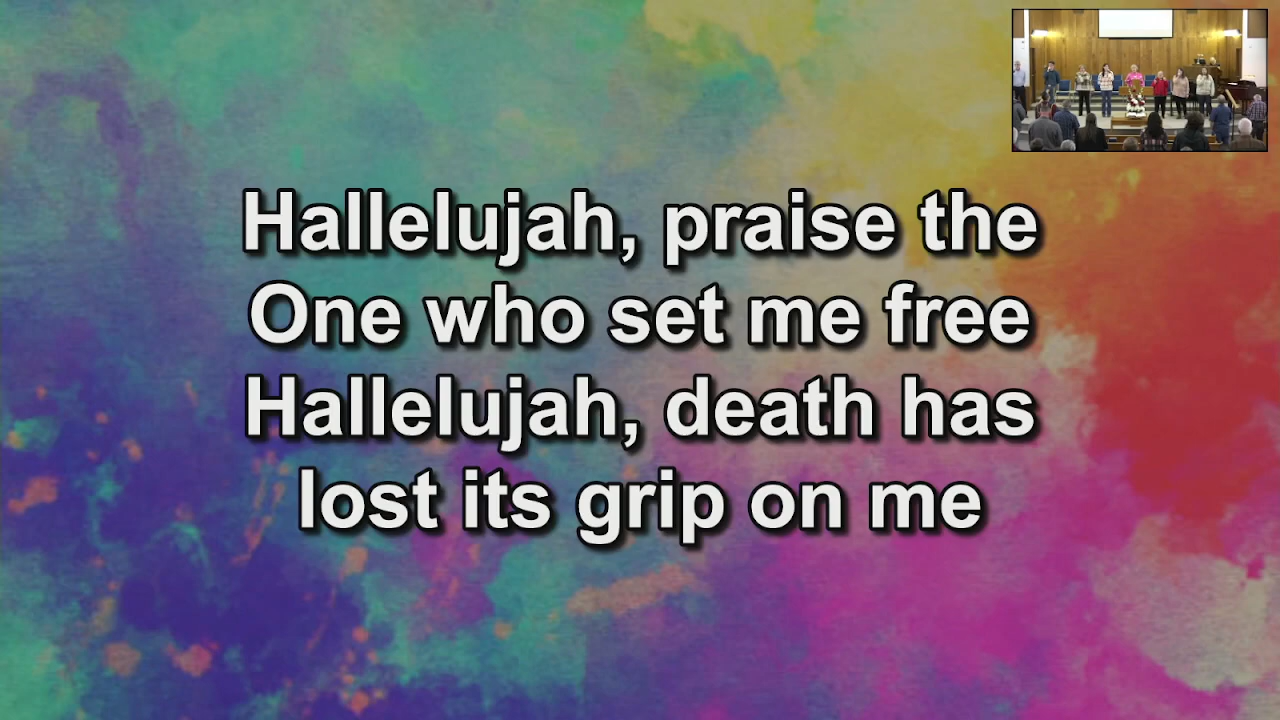 Hallelujah, praise the
One who set me free
Hallelujah, death has
lost its grip on me